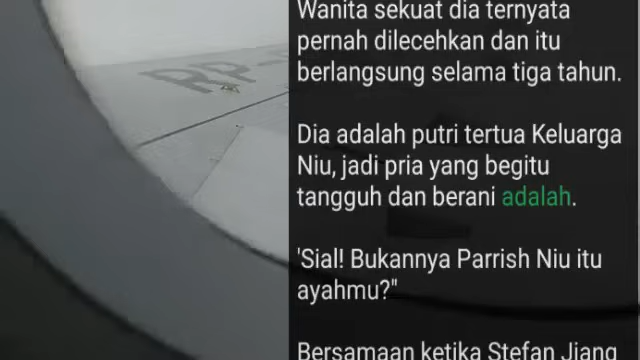 RP-
Wanita sekuat dia ternyata
pernah dilecehkan dan itu
berlangsung selama tiga tahun.
Dia adalah putri tertua Keluarga
Niu, jadi pria yang begitu
tangguh dan berani adalah.
'Sial! Bukannya Parrish Niu itu
ayahmu?"
Bersamaan ketika Stefan Jiang